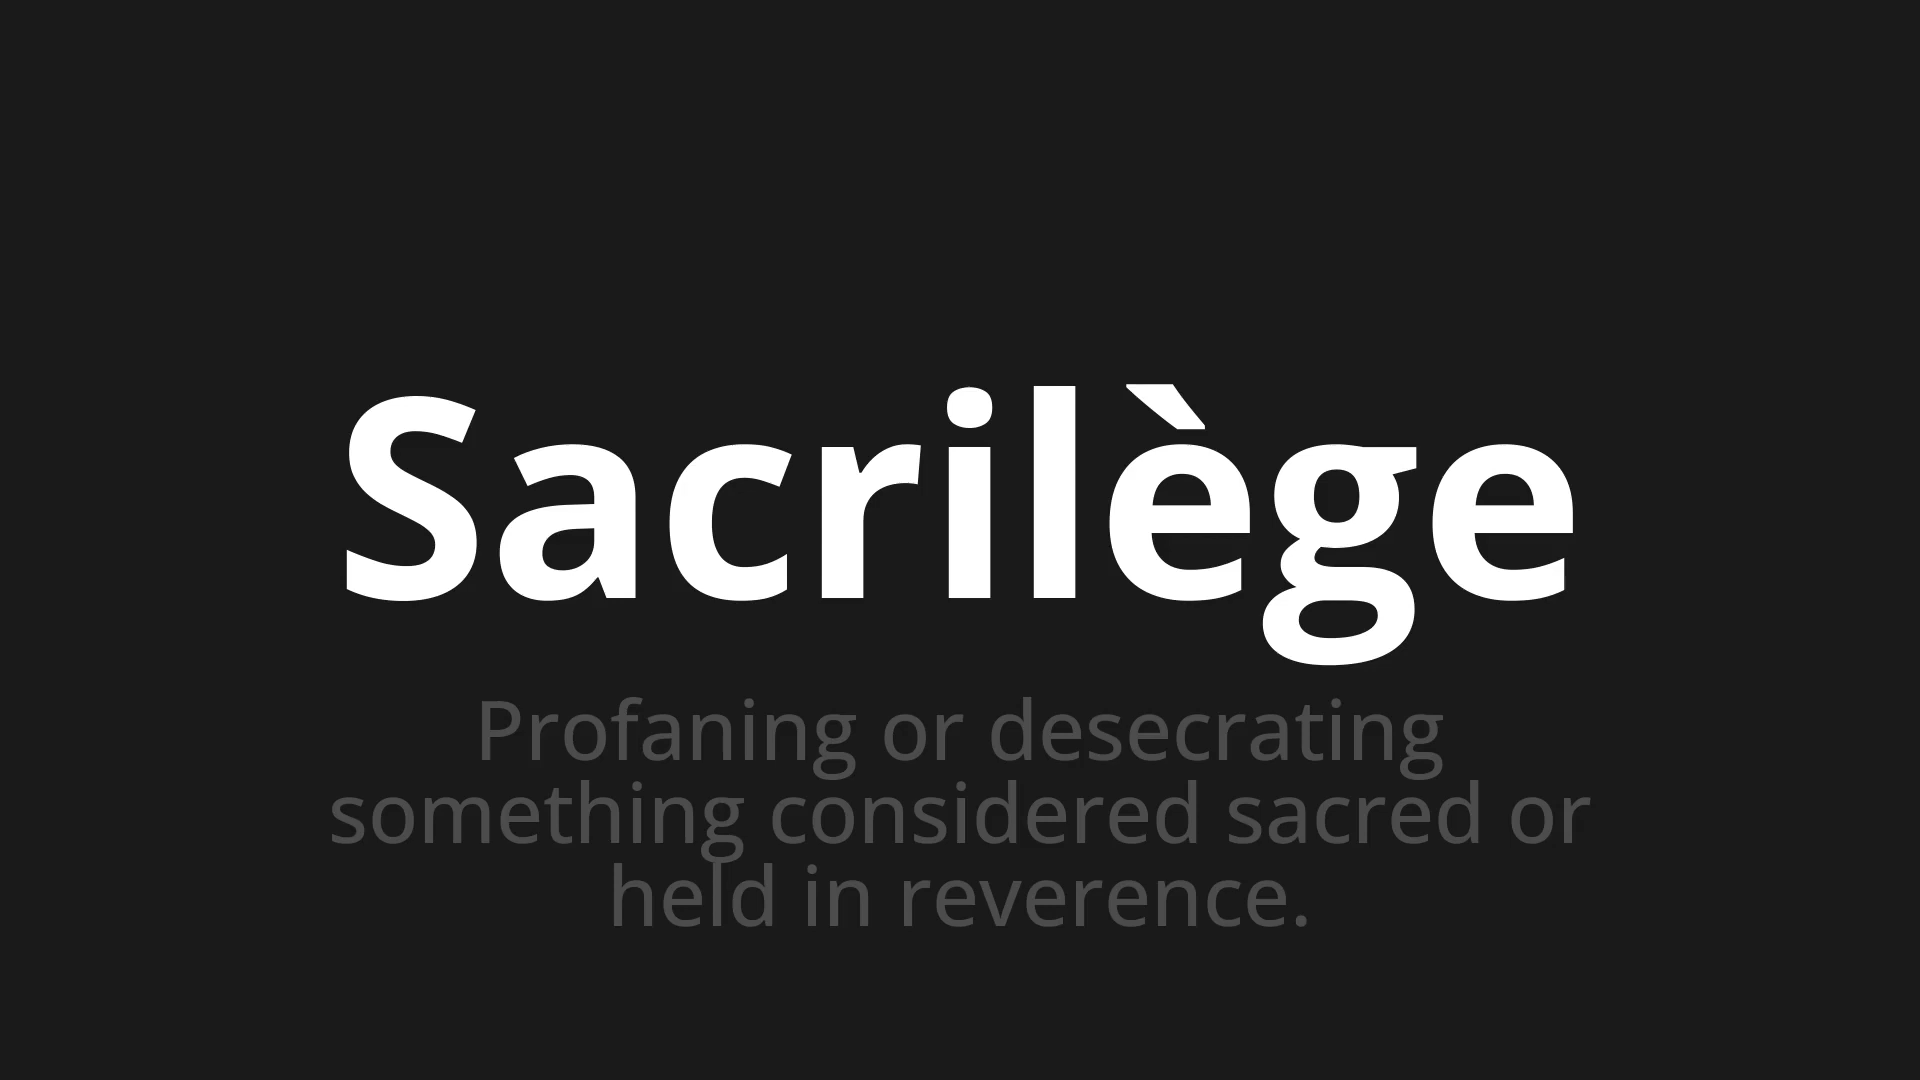 Sacrilège
Profaning or desecrating
something considered sacred or
held in reverence.